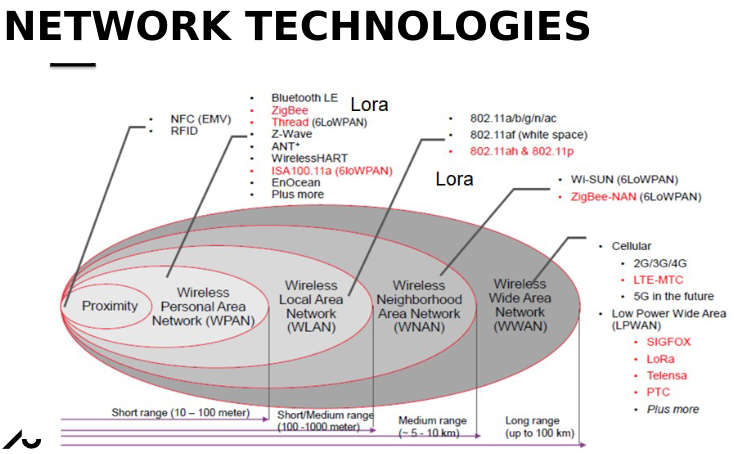 NETWORK TECHNOLOGIES
• NFC (EMV)
• RFID
• Bluetooth LE
• ZigBee
• Thread (6LoWPAN)
• Z-Wave
• ANT+
• WirelessHART
• ISA100.11a (6loWPAN)
• EnOcean
• Plus more
Lora
• 802.11a/b/g/n/ac
• 802.11af (white space)
• 802.11ah & 802.11p
Lora
• Wi-SUN (6LoWPAN)
• ZigBee-NAN (6LoWPAN)
• Cellular
• 2G/3G/4G
• LTE-MTC
• 5G in the future
• Low Power Wide Area
(LPWAN)
• SIGFOX
• LoRa
• Telensa
• PTC
• Plus more
Proximity
Wireless
Personal Area
Network (WPAN)
Wireless
Local Area
Network
(WLAN)
Wireless
Neighborhood
Area Network
(WNAN)
Wireless
Wide Area
Network
(WWAN)
Short range (10 – 100 meter)
Short/Medium range
(100 -1000 meter)
Medium range
(~ 5 - 10 km)
Long range
(up to 100 km)